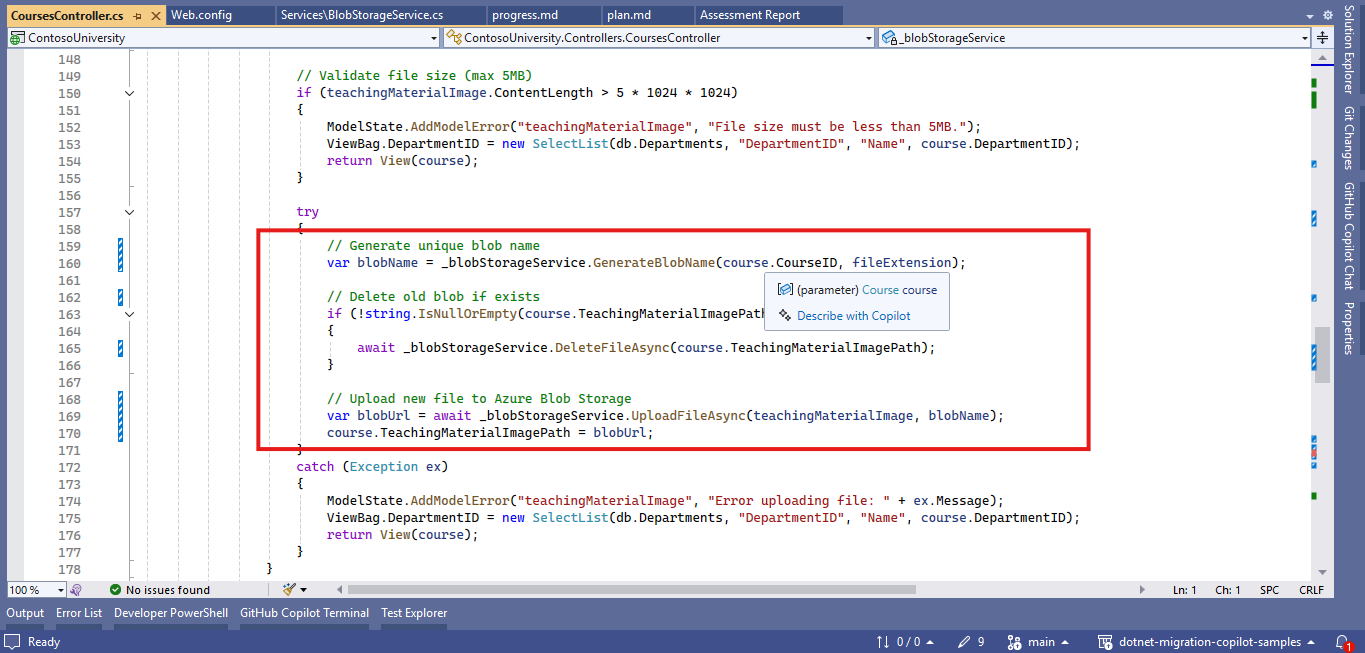 CoursesController.cs
Web.config
Services\BlobStorageService.cs
progress.md
plan.md
Assessment Report
ContosoUniversity
ContosoUniversity.Controllers.CoursesController
_blobStorageService
148
149 // Validate file size (max 5MB)
150 if (teachingMaterialImage.ContentLength > 5 * 1024 * 1024)
151 {
152 ModelState.AddModelError("teachingMaterialImage", "File size must be less than 5MB.");
153 ViewBag.DepartmentID = new SelectList(db.Departments, "DepartmentID", "Name", course.DepartmentID);
154 return View(course);
155 }
156
157 try
158 {
159 // Generate unique blob name
160 var blobName = _blobStorageService.GenerateBlobName(course.CourseID, fileExtension);
161
162 // Delete old blob if exists
163 if (!string.IsNullOrEmpty(course.TeachingMaterialImagePath
164 {
165 await _blobStorageService.DeleteFileAsync(course.TeachingMaterialImagePath);
166 }
167
168 // Upload new file to Azure Blob Storage
169 var blobUrl = await _blobStorageService.UploadFileAsync(teachingMaterialImage, blobName);
170 course.TeachingMaterialImagePath = blobUrl;
171 }
172 catch (Exception ex)
173 {
174 ModelState.AddModelError("teachingMaterialImage", "Error uploading file: " + ex.Message);
175 ViewBag.DepartmentID = new SelectList(db.Departments, "DepartmentID", "Name", course.DepartmentID);
176 return View(course);
177 }
178 }
(parameter) Course course
Describe with Copilot
Solution Explorer
Git Changes
GitHub Copilot Chat
Properties
100 %
No issues found
Ln: 1
Ch: 1
SPC
CRLF
Output
Error List
Developer PowerShell
GitHub Copilot Terminal
Test Explorer
Ready
0 / 0
9
main
dotnet-migration-copilot-samples
1